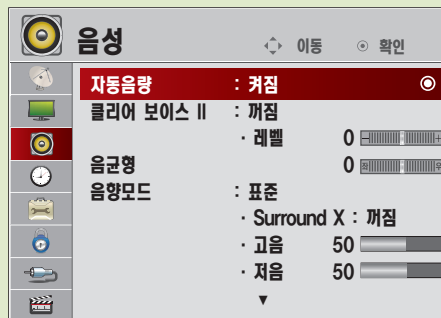 음성 이동 확인
자동음량 : 켜짐
클리어 보이스 II : 꺼짐
· 레벨 0 - +
음균형 0 좌 우
음향모드 : 표준
· Surround X : 꺼짐
· 고음 50
· 저음 50
▼